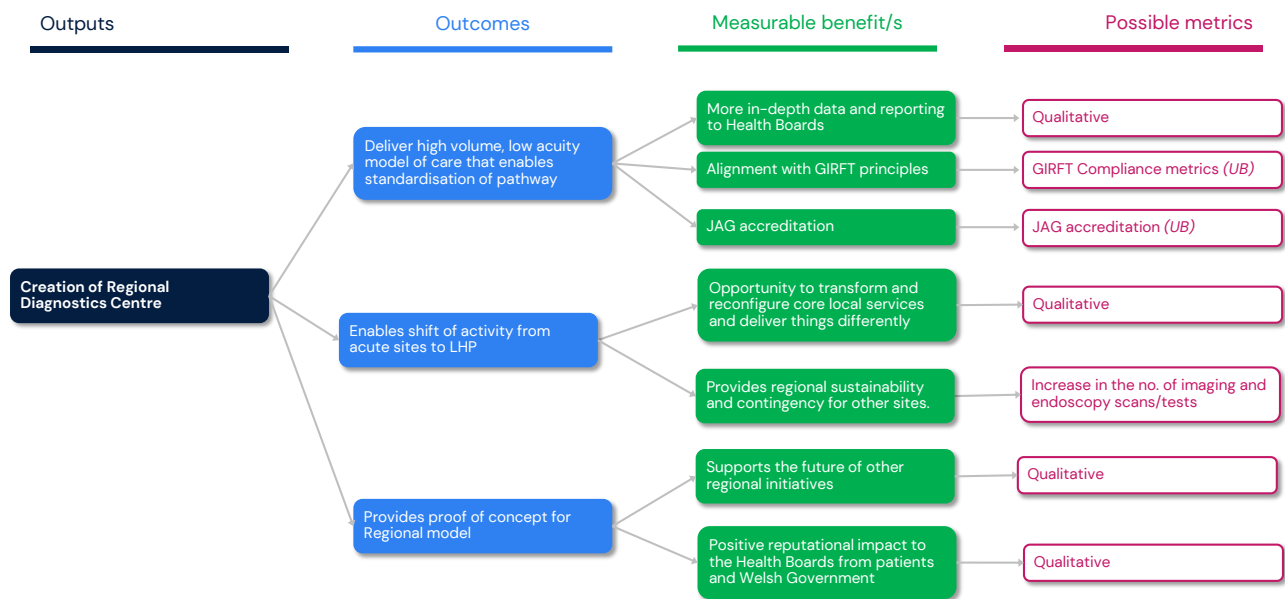 Outputs
Outcomes
Measurable benefit/s
Possible metrics
Creation of Regional
Diagnostics Centre
Deliver high volume, low acuity
model of care that enables
standardisation of pathway
More in-depth data and reporting
to Health Boards
Qualitative
Alignment with GIRFT principles
GIRFT Compliance metrics (UB)
JAG accreditation
JAG accreditation (UB)
Enables shift of activity from
acute sites to LHP
Opportunity to transform and
reconfigure core local services
and deliver things differently
Qualitative
Provides regional sustainability
and contingency for other sites.
Increase in the no. of imaging and
endoscopy scans/tests
Provides proof of concept for
Regional model
Supports the future of other
regional initiatives
Qualitative
Positive reputational impact to
the Health Boards from patients
and Welsh Government
Qualitative